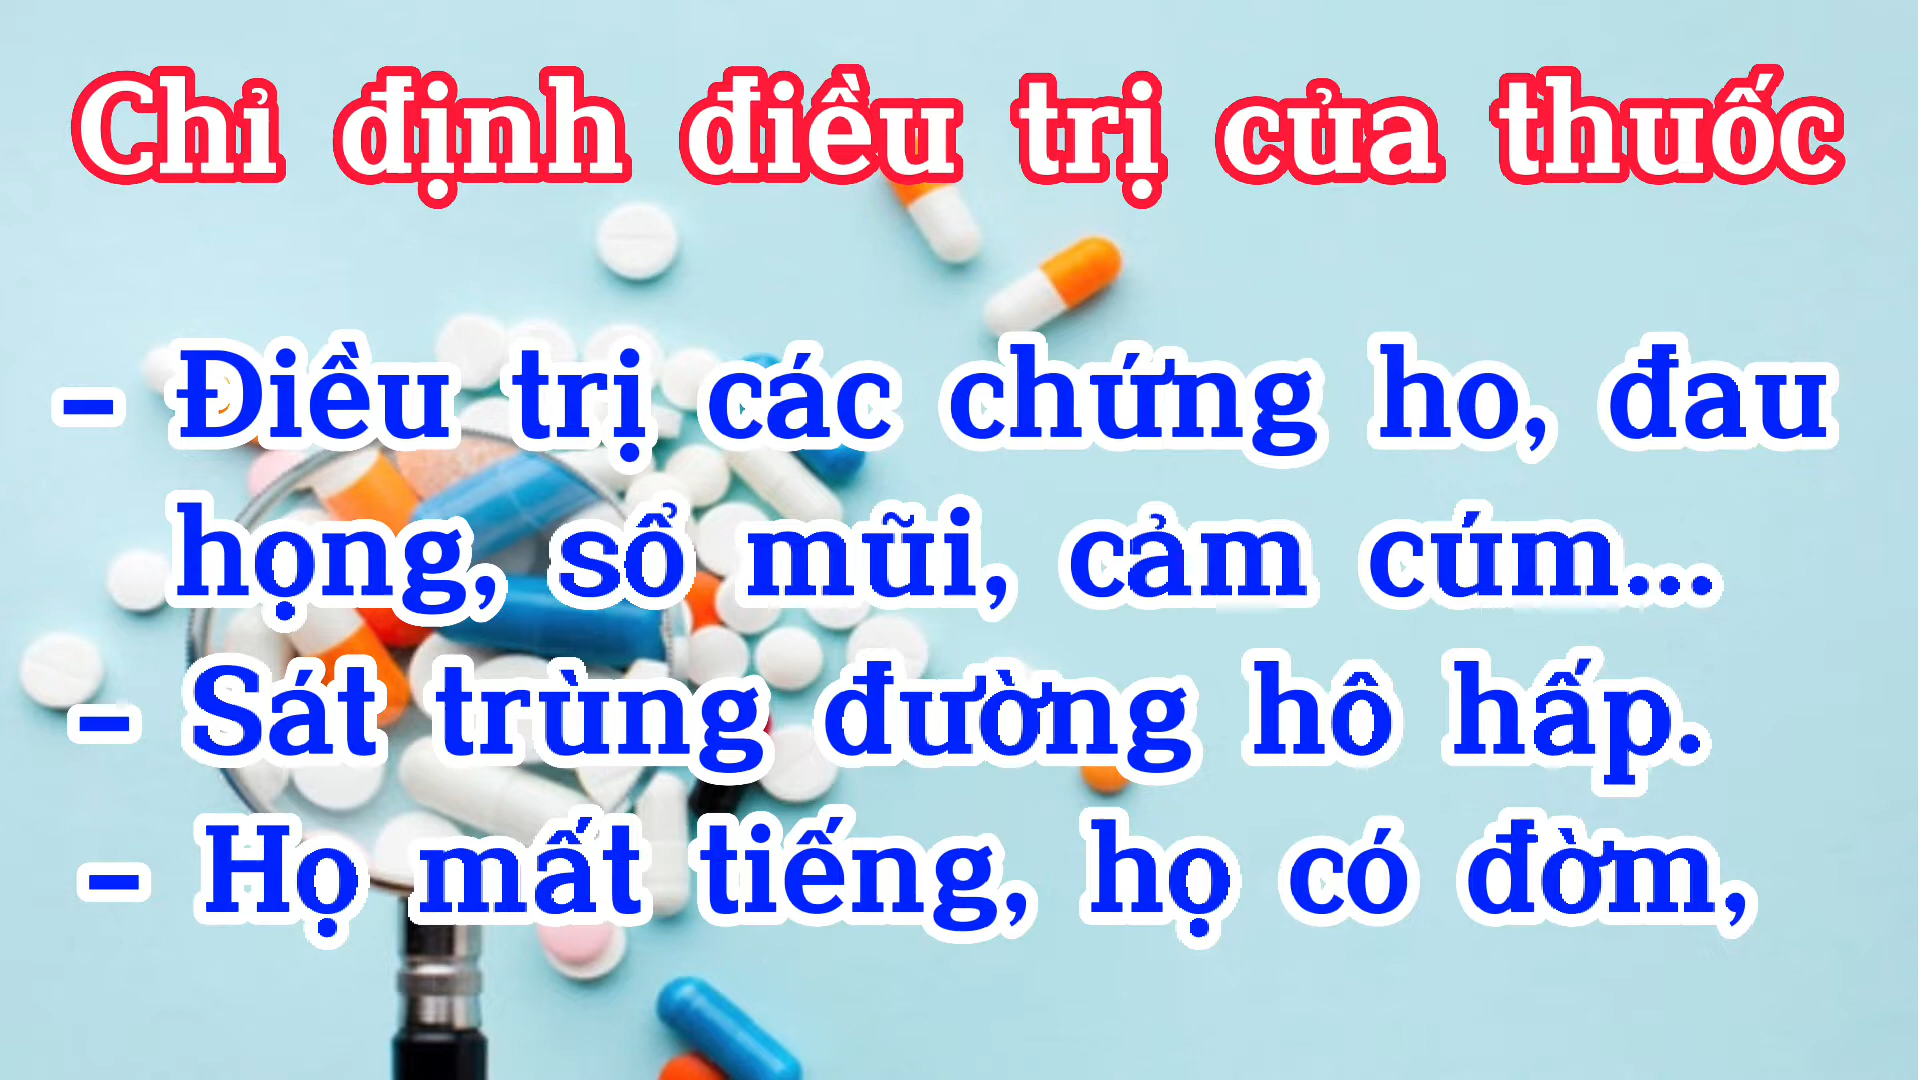 Chỉ định điều trị của thuốc
- Điều trị các chứng ho, đau
họng, sổ mũi, cảm cúm...
- Sát trùng đường hô hấp.
- Họ mất tiếng, họ có đờm,